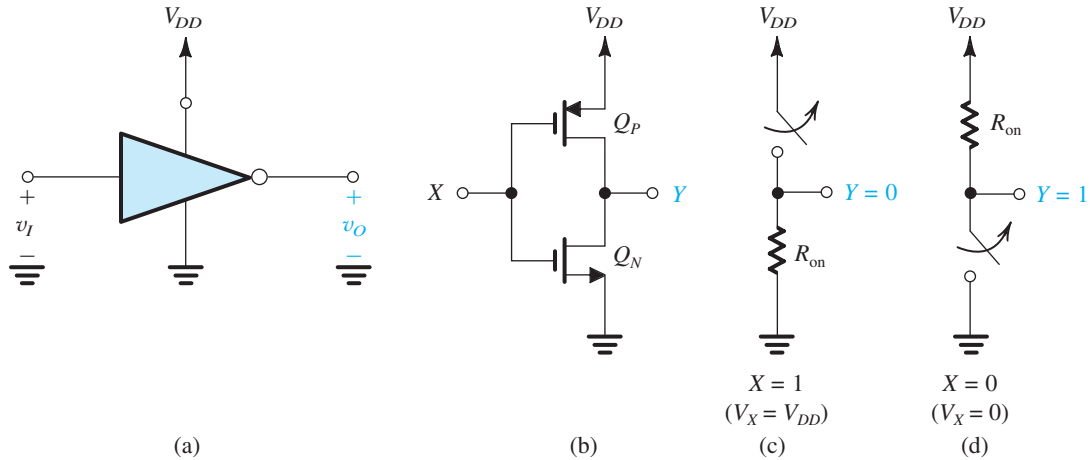 V_DD
+
v_I
−
+
v_O
−
(a)
V_DD
Q_P
X
Y
Q_N
(b)
V_DD
Y = 0
R_on
X = 1
(V_X = V_DD)
(c)
V_DD
R_on
Y = 1
X = 0
(V_X = 0)
(d)